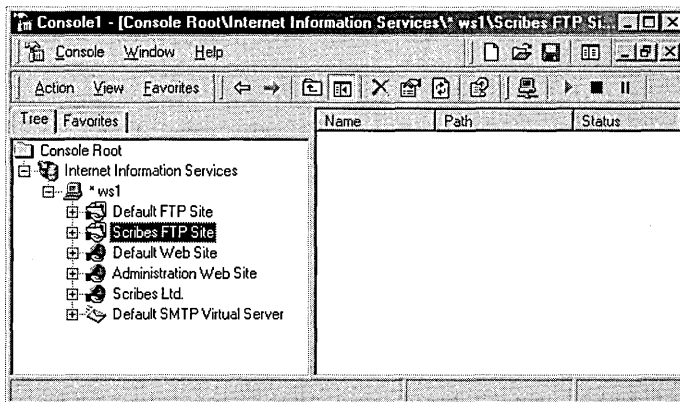 Console1 - [Console Root\Internet Information Services\* ws1\Scribes FTP Si...
Console Window Help
Action View Favorites
Tree Favorites
Name Path Status
Console Root
Internet Information Services
* ws1
Default FTP Site
Scribes FTP Site
Default Web Site
Administration Web Site
Scribes Ltd.
Default SMTP Virtual Server